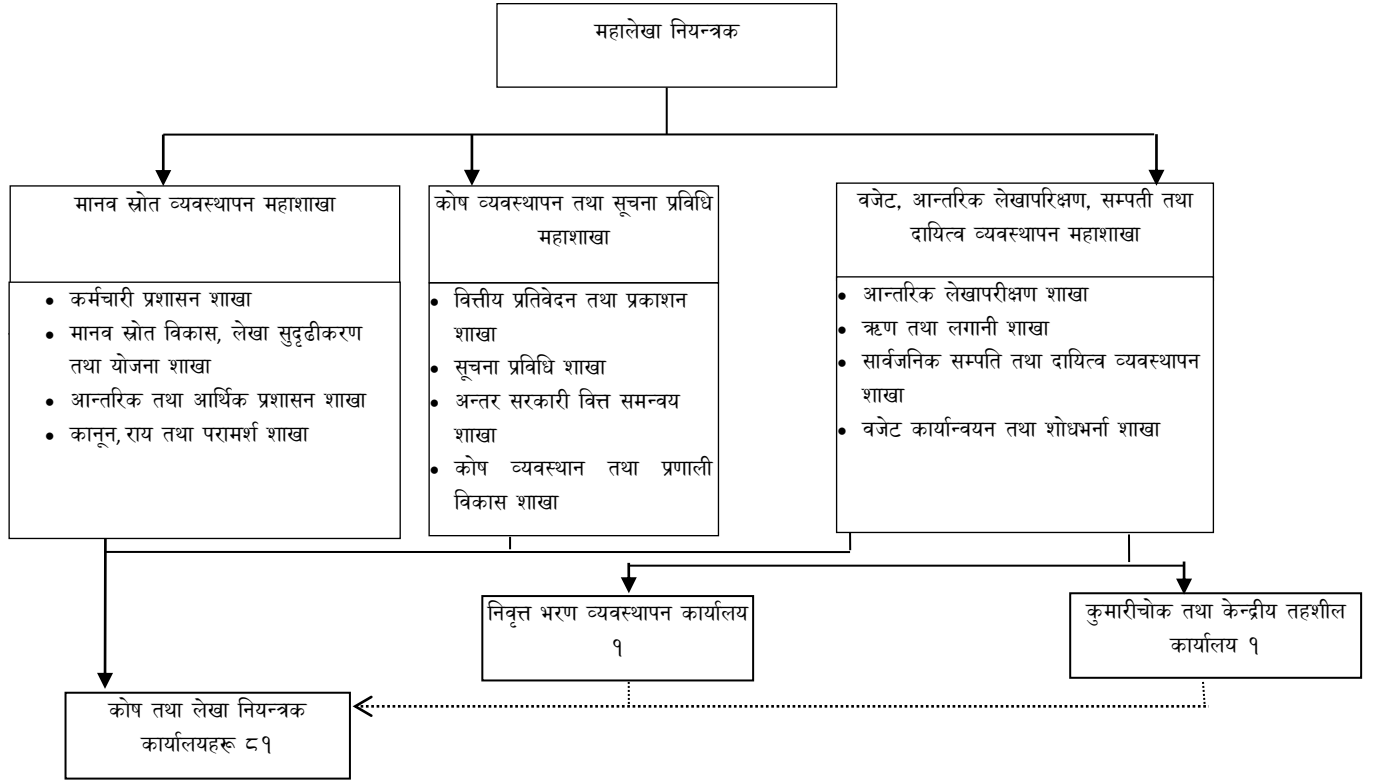 महालेखा नियन्त्रक
मानव स्रोत व्यवस्थापन महाशाखा
• कर्मचारी प्रशासन शाखा
• मानव स्रोत विकास, लेखा सुदृढीकरण
तथा योजना शाखा
• आन्तरिक तथा आर्थिक प्रशासन शाखा
• कानून, राय तथा परामर्श शाखा
कोष व्यवस्थापन तथा सूचना प्रविधि
महाशाखा
• वित्तीय प्रतिवेदन तथा प्रकाशन
शाखा
• सूचना प्रविधि शाखा
• अन्तर सरकारी वित्त समन्वय
शाखा
• कोष व्यवस्थान तथा प्रणाली
विकास शाखा
वजेट, आन्तरिक लेखापरिक्षण, सम्पती तथा
दायित्व व्यवस्थापन महाशाखा
• आन्तरिक लेखापरीक्षण शाखा
• ऋण तथा लगानी शाखा
• सार्वजनिक सम्पति तथा दायित्व व्यवस्थापन
शाखा
• वजेट कार्यान्वयन तथा शोधभर्ना शाखा
निवृत्त भरण व्यवस्थापन कार्यालय
१
कुमारीचोक तथा केन्द्रीय तहशील
कार्यालय १
कोष तथा लेखा नियन्त्रक
कार्यालयहरू ८१